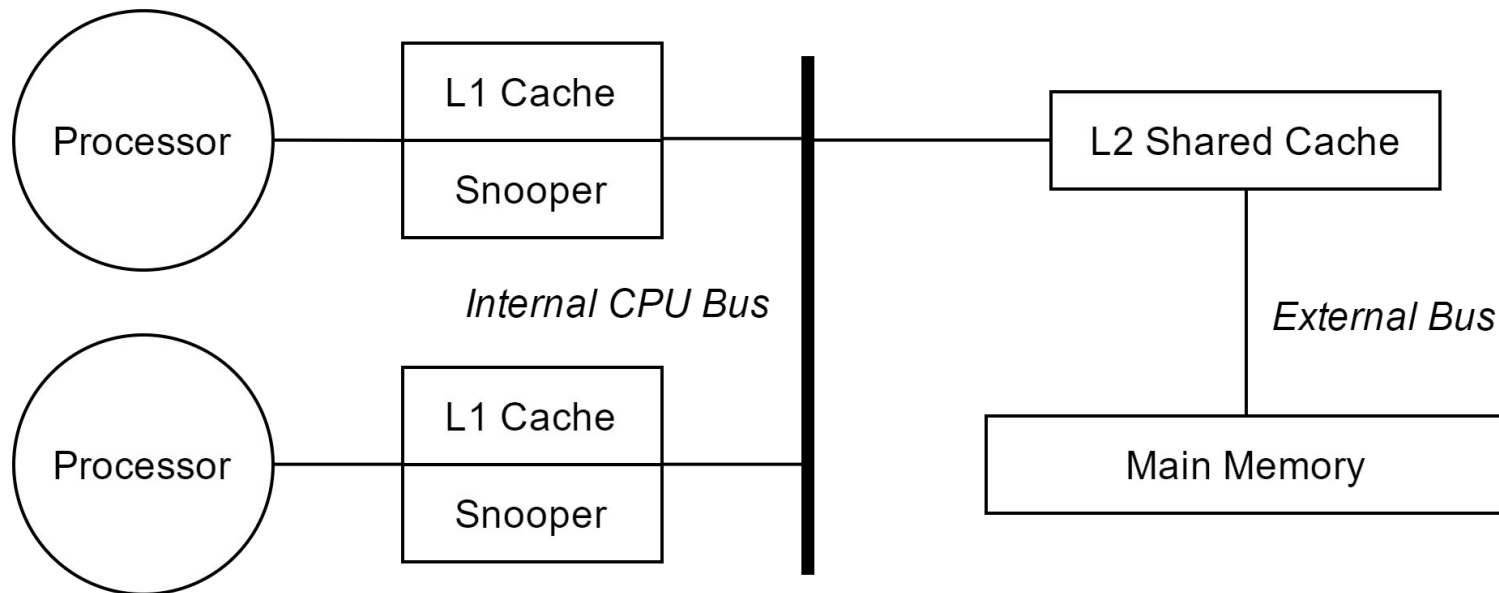 L1 Cache
Processor
L2 Shared Cache
Snooper
Internal CPU Bus
External Bus
L1 Cache
Processor
Main Memory
Snooper